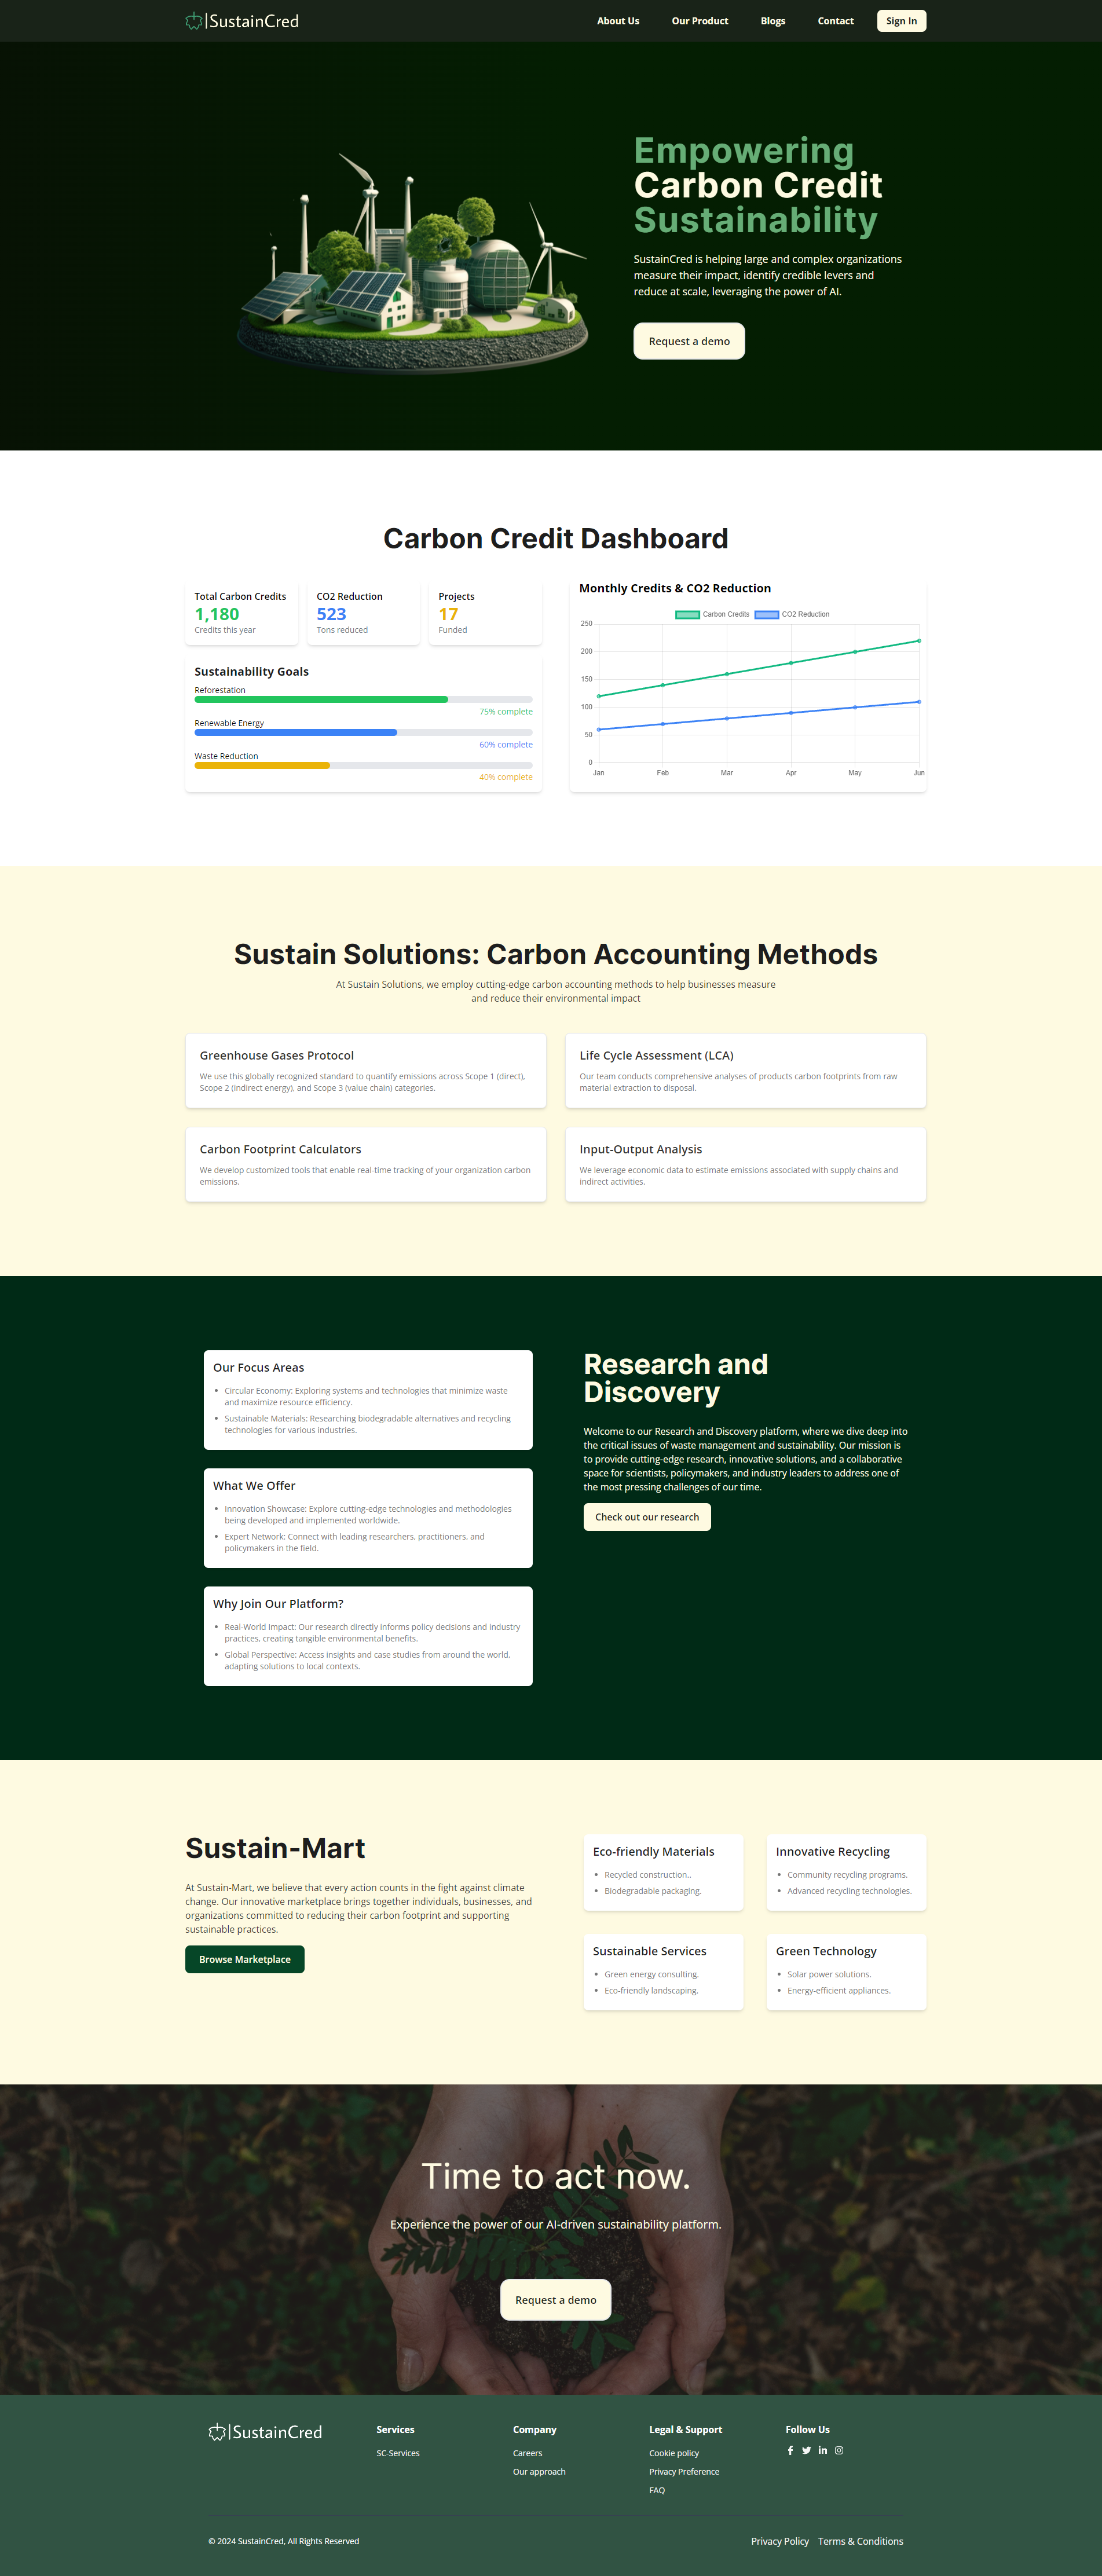 SustainCred
About Us
Our Product
Blogs
Contact
Sign In
Empowering
Carbon Credit
Sustainability
SustainCred is helping large and complex organizations
measure their impact, identify credible levers and
reduce at scale, leveraging the power of AI.
Request a demo
Carbon Credit Dashboard
Total Carbon Credits
1,180
Credits this year
CO2 Reduction
523
Tons reduced
Projects
17
Funded
Sustainability Goals
Reforestation
75% complete
Renewable Energy
60% complete
Waste Reduction
40% complete
Monthly Credits & CO2 Reduction
Carbon Credits
CO2 Reduction
250
200
150
100
50
0
Jan
Feb
Mar
Apr
May
Jun
Sustain Solutions: Carbon Accounting Methods
At Sustain Solutions, we employ cutting-edge carbon accounting methods to help businesses measure
and reduce their environmental impact
Greenhouse Gases Protocol
We use this globally recognized standard to quantify emissions across Scope 1 (direct),
Scope 2 (indirect energy), and Scope 3 (value chain) categories.
Life Cycle Assessment (LCA)
Our team conducts comprehensive analyses of products carbon footprints from raw
material extraction to disposal.
Carbon Footprint Calculators
We develop customized tools that enable real-time tracking of your organization carbon
emissions.
Input-Output Analysis
We leverage economic data to estimate emissions associated with supply chains and
indirect activities.
Our Focus Areas
• Circular Economy: Exploring systems and technologies that minimize waste
and maximize resource efficiency.
• Sustainable Materials: Researching biodegradable alternatives and recycling
technologies for various industries.
What We Offer
• Innovation Showcase: Explore cutting-edge technologies and methodologies
being developed and implemented worldwide.
• Expert Network: Connect with leading researchers, practitioners, and
policymakers in the field.
Why Join Our Platform?
• Real-World Impact: Our research directly informs policy decisions and industry
practices, creating tangible environmental benefits.
• Global Perspective: Access insights and case studies from around the world,
adapting solutions to local contexts.
Research and
Discovery
Welcome to our Research and Discovery platform, where we dive deep into
the critical issues of waste management and sustainability. Our mission is
to provide cutting-edge research, innovative solutions, and a collaborative
space for scientists, policymakers, and industry leaders to address one of
the most pressing challenges of our time.
Check out our research
Sustain-Mart
At Sustain-Mart, we believe that every action counts in the fight against climate
change. Our innovative marketplace brings together individuals, businesses, and
organizations committed to reducing their carbon footprint and supporting
sustainable practices.
Browse Marketplace
Eco-friendly Materials
• Recycled construction..
• Biodegradable packaging.
Innovative Recycling
• Community recycling programs.
• Advanced recycling technologies.
Sustainable Services
• Green energy consulting.
• Eco-friendly landscaping.
Green Technology
• Solar power solutions.
• Energy-efficient appliances.
Time to act now.
Experience the power of our AI-driven sustainability platform.
Request a demo
SustainCred
Services
SC-Services
Company
Careers
Our approach
Legal & Support
Cookie policy
Privacy Preference
FAQ
Follow Us
© 2024 SustainCred, All Rights Reserved
Privacy Policy
Terms & Conditions